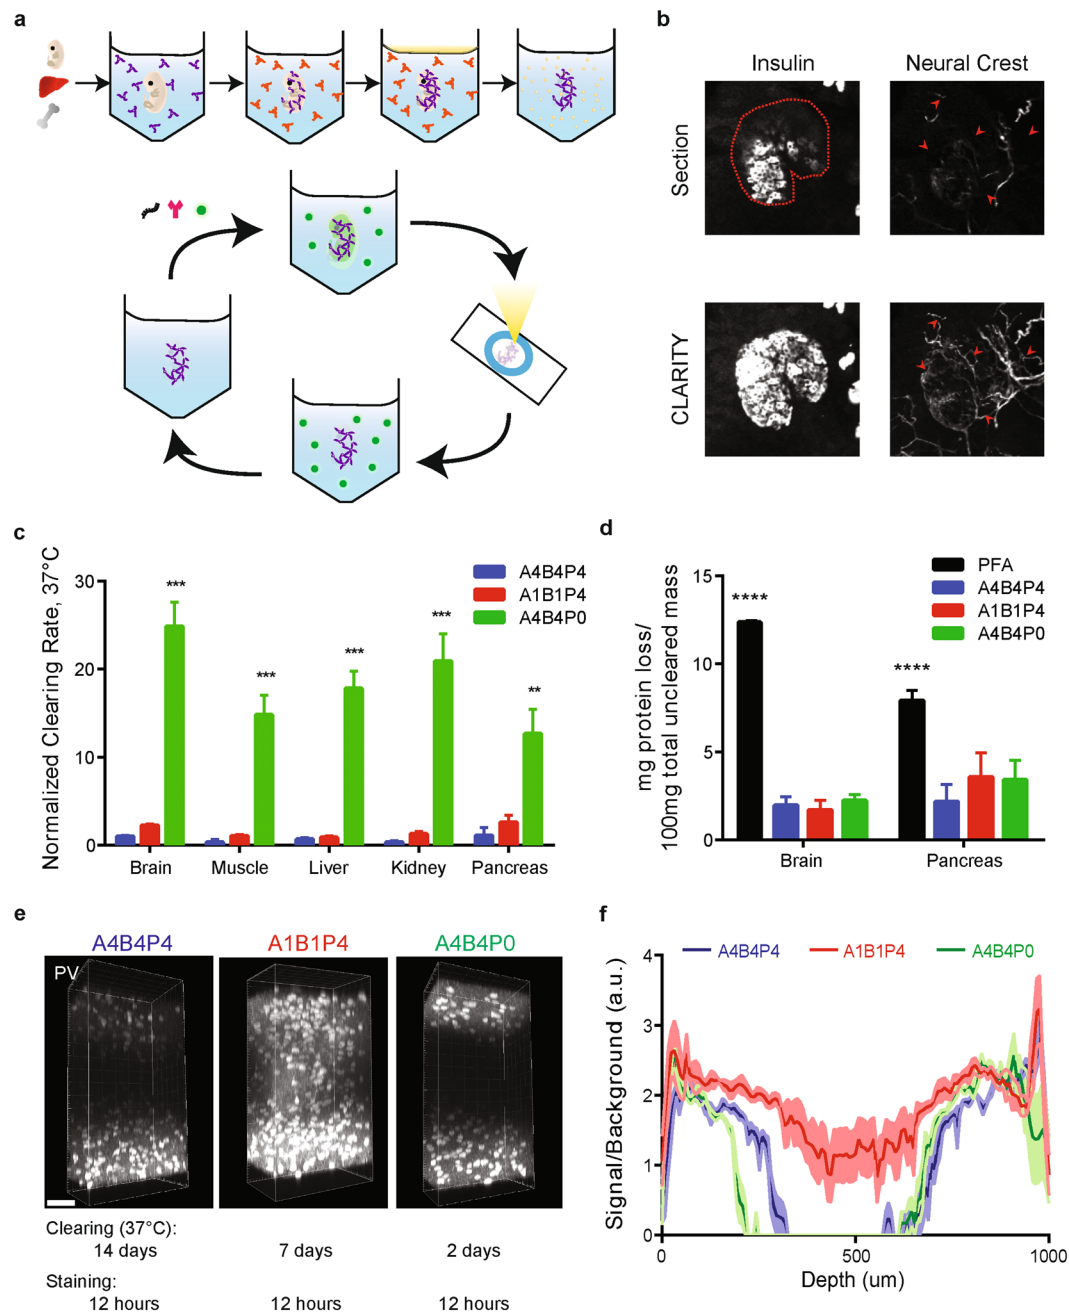 a
b
Insulin
Neural Crest
Section
CLARITY
c
Normalized Clearing Rate, 37°C
30
20
10
0
***
***
***
***
**
A4B4P4
A1B1P4
A4B4P0
Brain
Muscle
Liver
Kidney
Pancreas
d
mg protein loss/
100mg total uncleared mass
15
10
5
0
****
****
PFA
A4B4P4
A1B1P4
A4B4P0
Brain
Pancreas
e
A4B4P4
A1B1P4
A4B4P0
PV
Clearing (37°C):
14 days
7 days
2 days
Staining:
12 hours
12 hours
12 hours
f
Signal/Background (a.u.)
4
3
2
1
0
A4B4P4
A1B1P4
A4B4P0
0
500
1000
Depth (um)